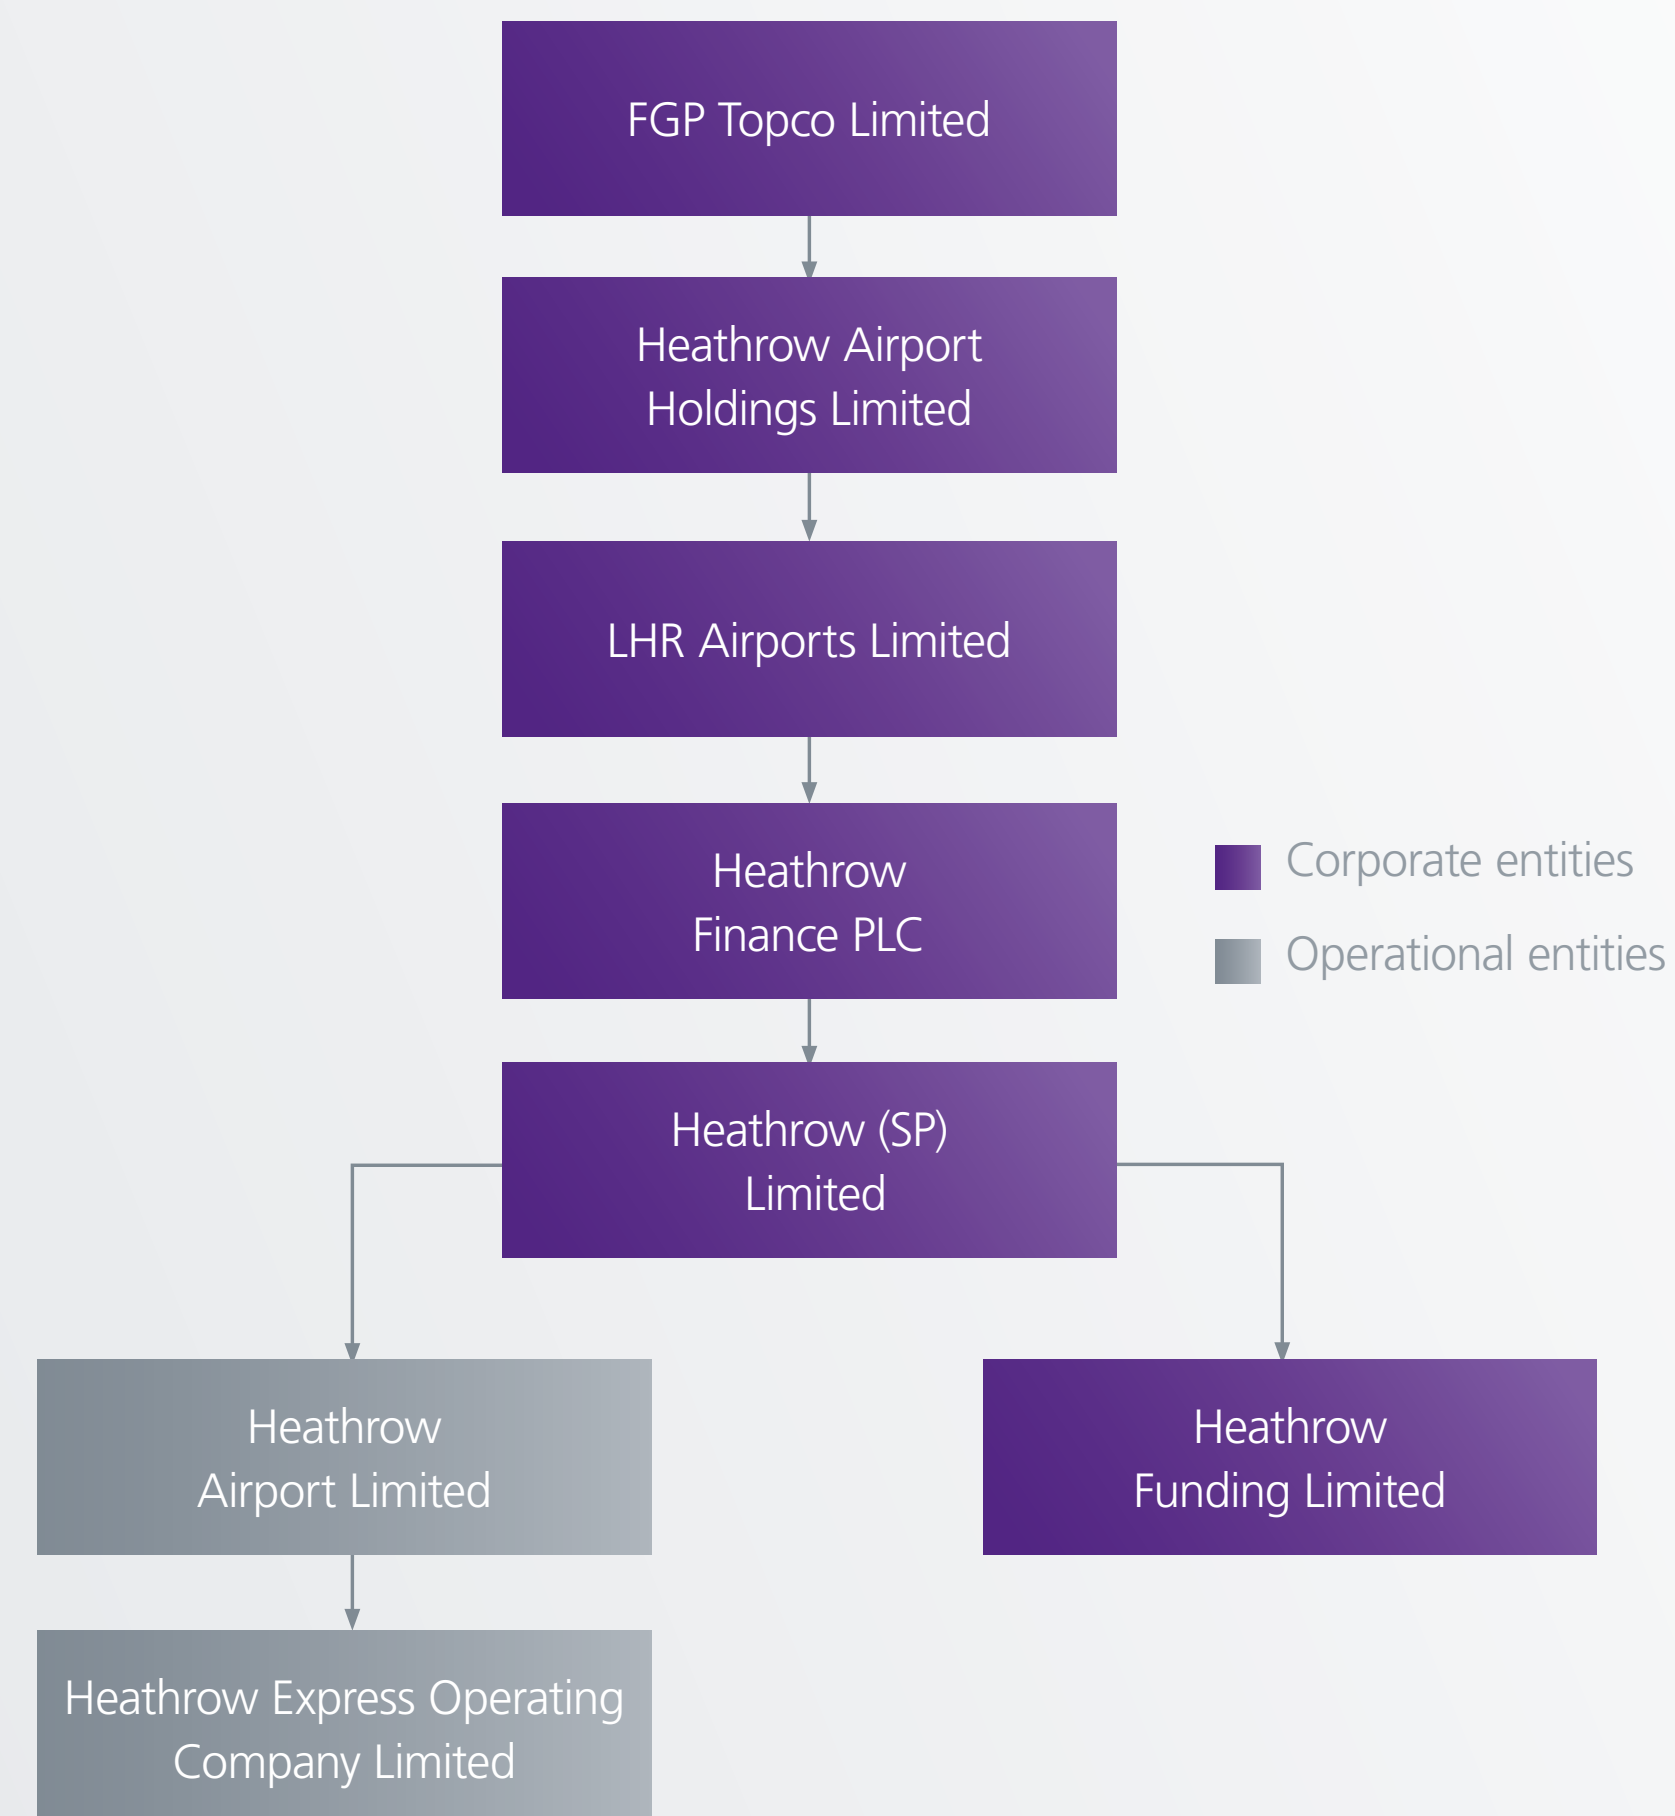 FGP Topco Limited
Heathrow Airport
Holdings Limited
LHR Airports Limited
Heathrow
Finance PLC
Corporate entities
Operational entities
Heathrow (SP)
Limited
Heathrow
Airport Limited
Heathrow
Funding Limited
Heathrow Express Operating
Company Limited